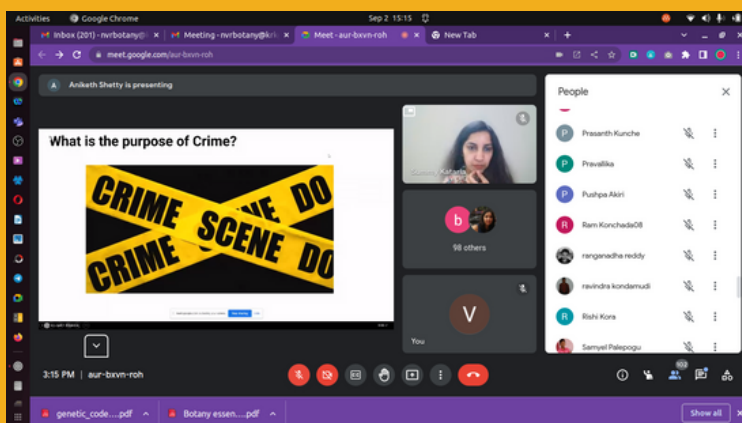 Activities
Google Chrome
Sep 2 15:15
Inbox (201) - nvrbotany@
Meeting - nvrbotany@kri
Meet - aur-bxvn-roh
New Tab
meet.google.com/aur-bxvn-roh
Aniketh Shetty is presenting
What is the purpose of Crime?
CRIME SCENE DO
CRIME
SCENE DO
98 others
b
V
You
People
P Prasanth Kunche
P Pravallika
P Pushpa Akiri
R Ram Konchada08
ranganadha reddy
ravindra kondamudi
R Rishi Kora
Samyel Palepogu
3:15 PM | aur-bxvn-roh
102
genetic_code....pdf
Botany essen....pdf
Show all